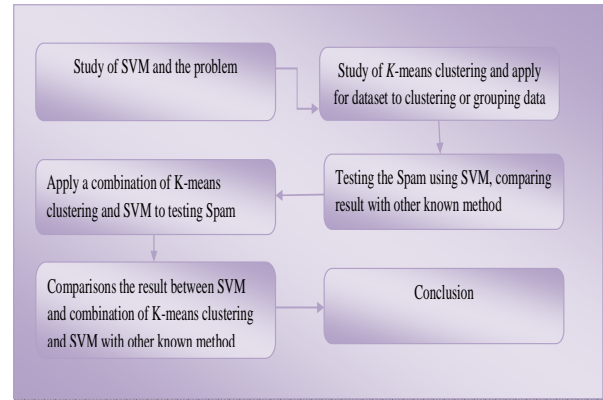 Study of SVM and the problem
Study of K-means clustering and apply
for dataset to clustering or grouping data
Testing the Spam using SVM, comparing
result with other known method
Apply a combination of K-means
clustering and SVM to testing Spam
Comparisons the result between SVM
and combination of K-means clustering
and SVM with other known method
Conclusion